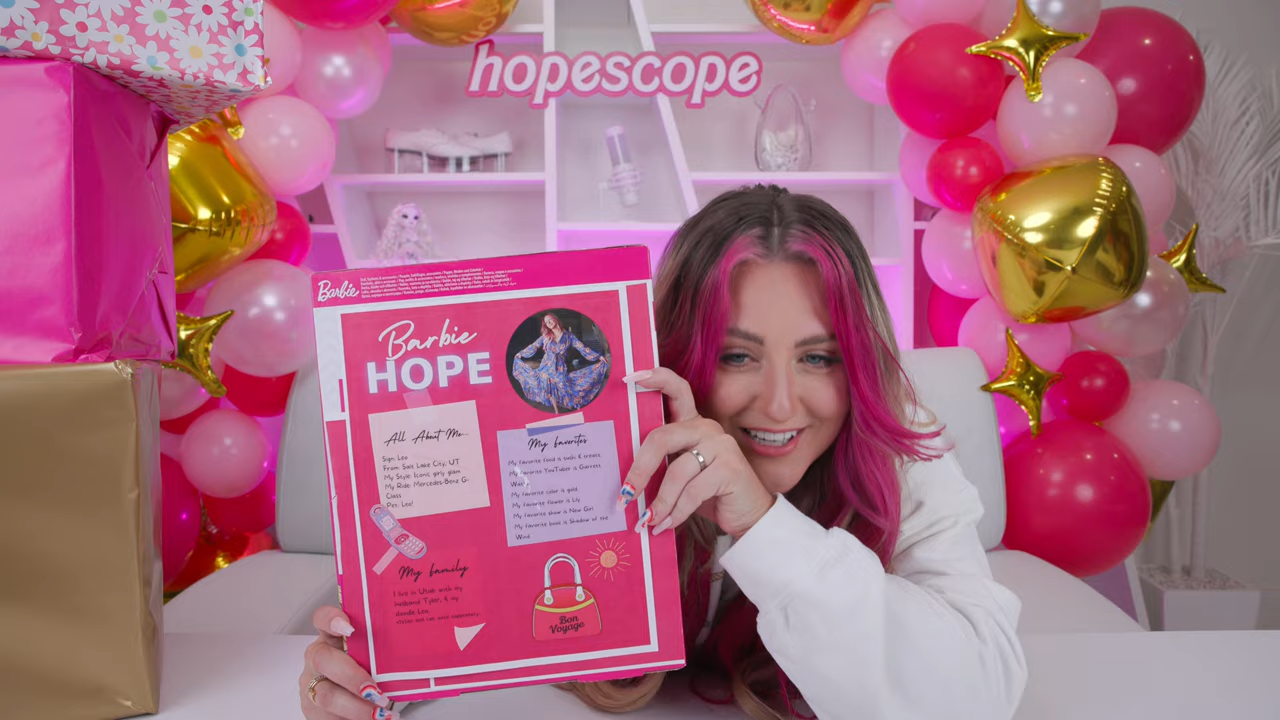 hopescope
Barbie
Barbie
HOPE
All About Me...
Sign: Leo
From: Salt Lake City, UT
My Style: Iconic girly glam
My Ride: Mercedes-Benz G-
Class
Pet: Leo!
My favorites
My favorite food is sushi & treats
My favorite YouTuber is Garrett
My favorite color is gold.
My favorite flower is Lily
My favorite show is New Girl
My favorite book is Shadow of the
Wind
My family
I live in Utah with my
husband Tyler, & my
doodle Leo.
Bon
Voyage